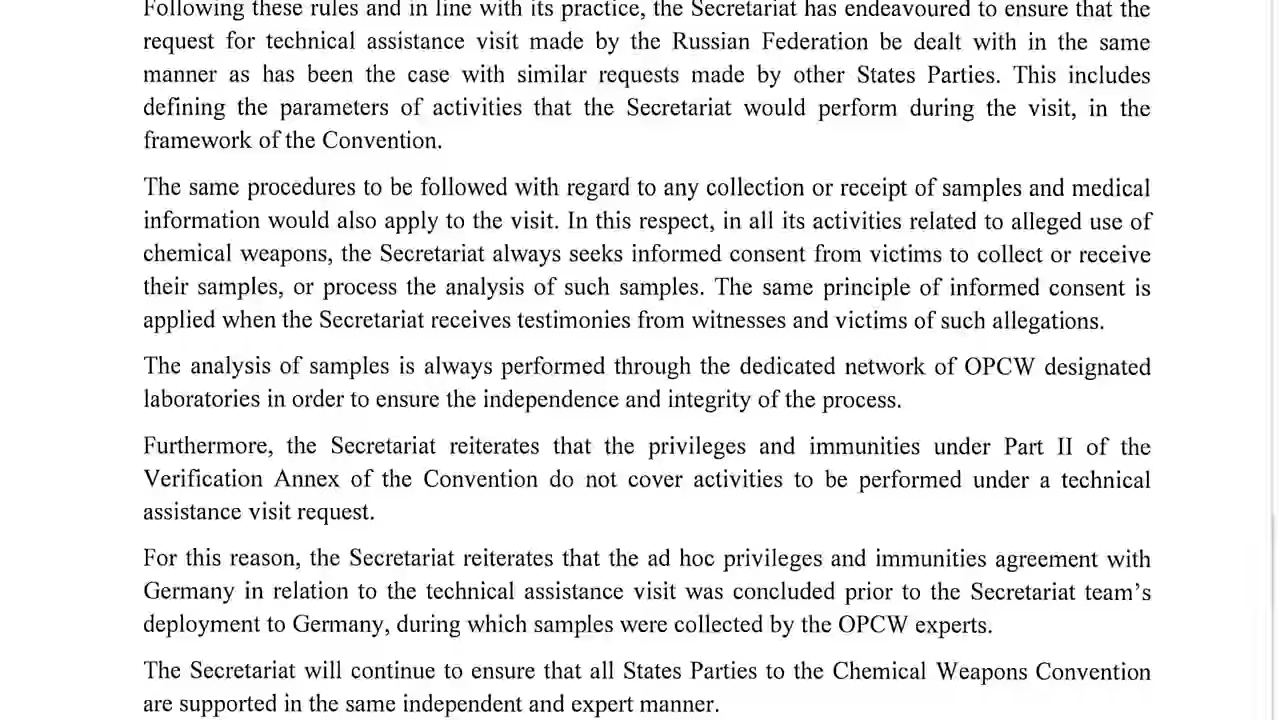 Following these rules and in line with its practice, the Secretariat has endeavoured to ensure that the
request for technical assistance visit made by the Russian Federation be dealt with in the same
manner as has been the case with similar requests made by other States Parties. This includes
defining the parameters of activities that the Secretariat would perform during the visit, in the
framework of the Convention.
The same procedures to be followed with regard to any collection or receipt of samples and medical
information would also apply to the visit. In this respect, in all its activities related to alleged use of
chemical weapons, the Secretariat always seeks informed consent from victims to collect or receive
their samples, or process the analysis of such samples. The same principle of informed consent is
applied when the Secretariat receives testimonies from witnesses and victims of such allegations.
The analysis of samples is always performed through the dedicated network of OPCW designated
laboratories in order to ensure the independence and integrity of the process.
Furthermore, the Secretariat reiterates that the privileges and immunities under Part II of the
Verification Annex of the Convention do not cover activities to be performed under a technical
assistance visit request.
For this reason, the Secretariat reiterates that the ad hoc privileges and immunities agreement with
Germany in relation to the technical assistance visit was concluded prior to the Secretariat team’s
deployment to Germany, during which samples were collected by the OPCW experts.
The Secretariat will continue to ensure that all States Parties to the Chemical Weapons Convention
are supported in the same independent and expert manner.